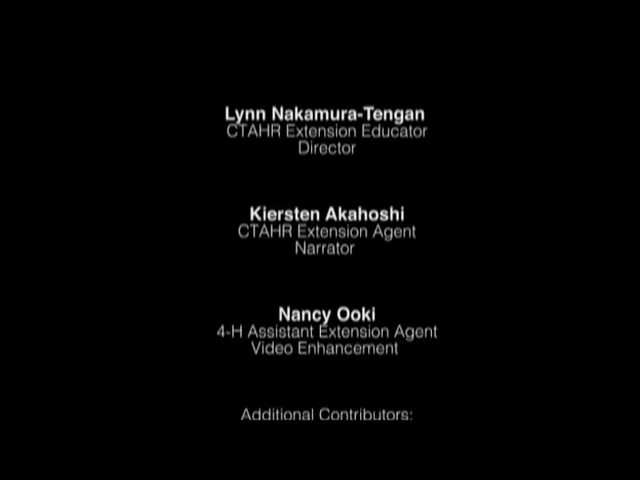 Lynn Nakamura-Tengan
CTAHR Extension Educator
Director
Kiersten Akahoshi
CTAHR Extension Agent
Narrator
Nancy Ooki
4-H Assistant Extension Agent
Video Enhancement
Additional Contributors: